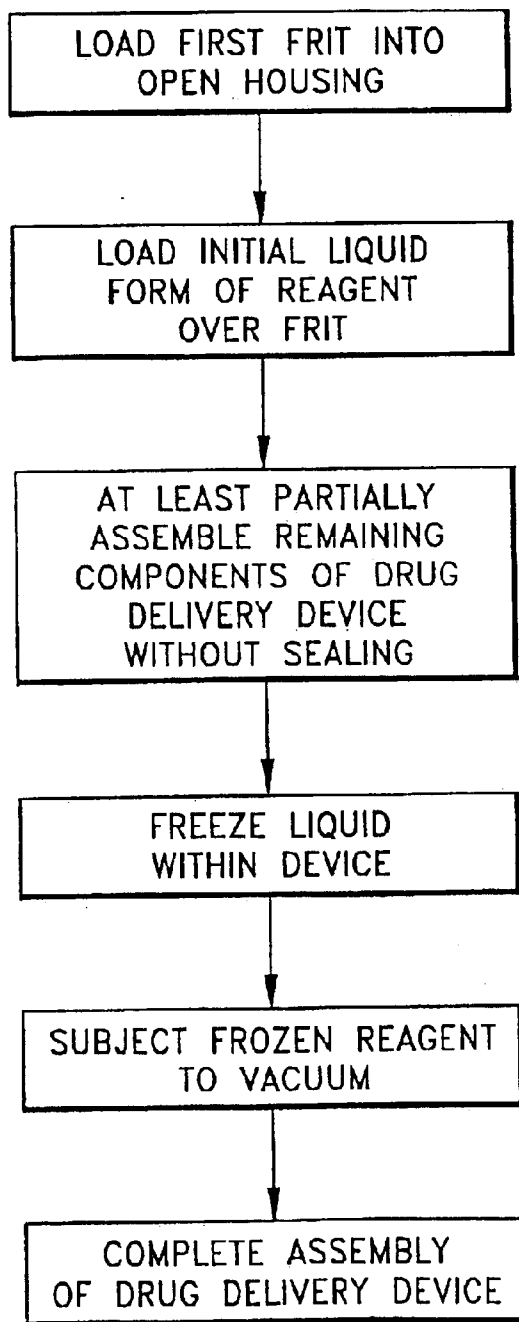 LOAD FIRST FRIT INTO
OPEN HOUSING
LOAD INITIAL LIQUID
FORM OF REAGENT
OVER FRIT
AT LEAST PARTIALLY
ASSEMBLE REMAINING
COMPONENTS OF DRUG
DELIVERY DEVICE
WITHOUT SEALING
FREEZE LIQUID
WITHIN DEVICE
SUBJECT FROZEN REAGENT
TO VACUUM
COMPLETE ASSEMBLY
OF DRUG DELIVERY DEVICE